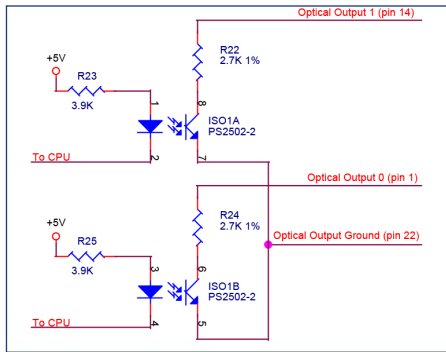 Optical Output 1 (pin 14)
+5V
R23
3.9K
R22
2.7K 1%
1
8
ISO1A
PS2502-2
2
7
To CPU
Optical Output 0 (pin 1)
+5V
R25
3.9K
R24
2.7K 1%
Optical Output Ground (pin 22)
3
6
ISO1B
PS2502-2
4
5
To CPU